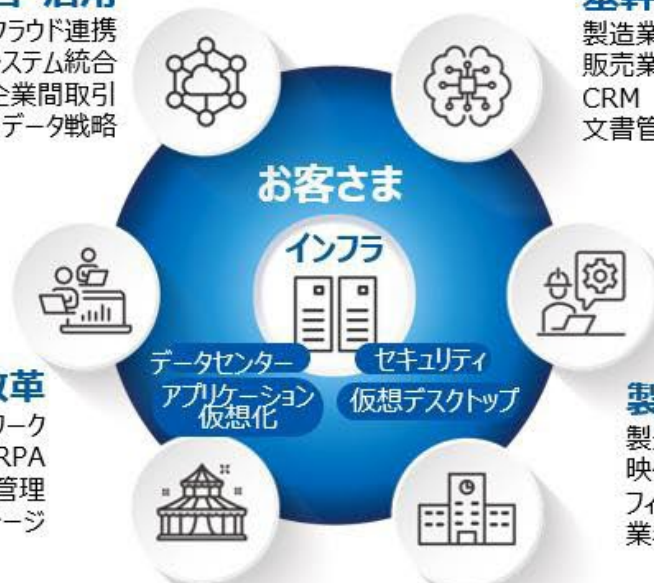 活用
クラウド連携
ステム統合
企業間取引
データ戦略
製造業
販売業
CRM
文書管
お客さま
インフラ
データセンター
セキュリティ
アプリケーション
仮想化
仮想デスクトップ
改革
ワーク
RPA
管理
ージ
製
製
映
フィ
業